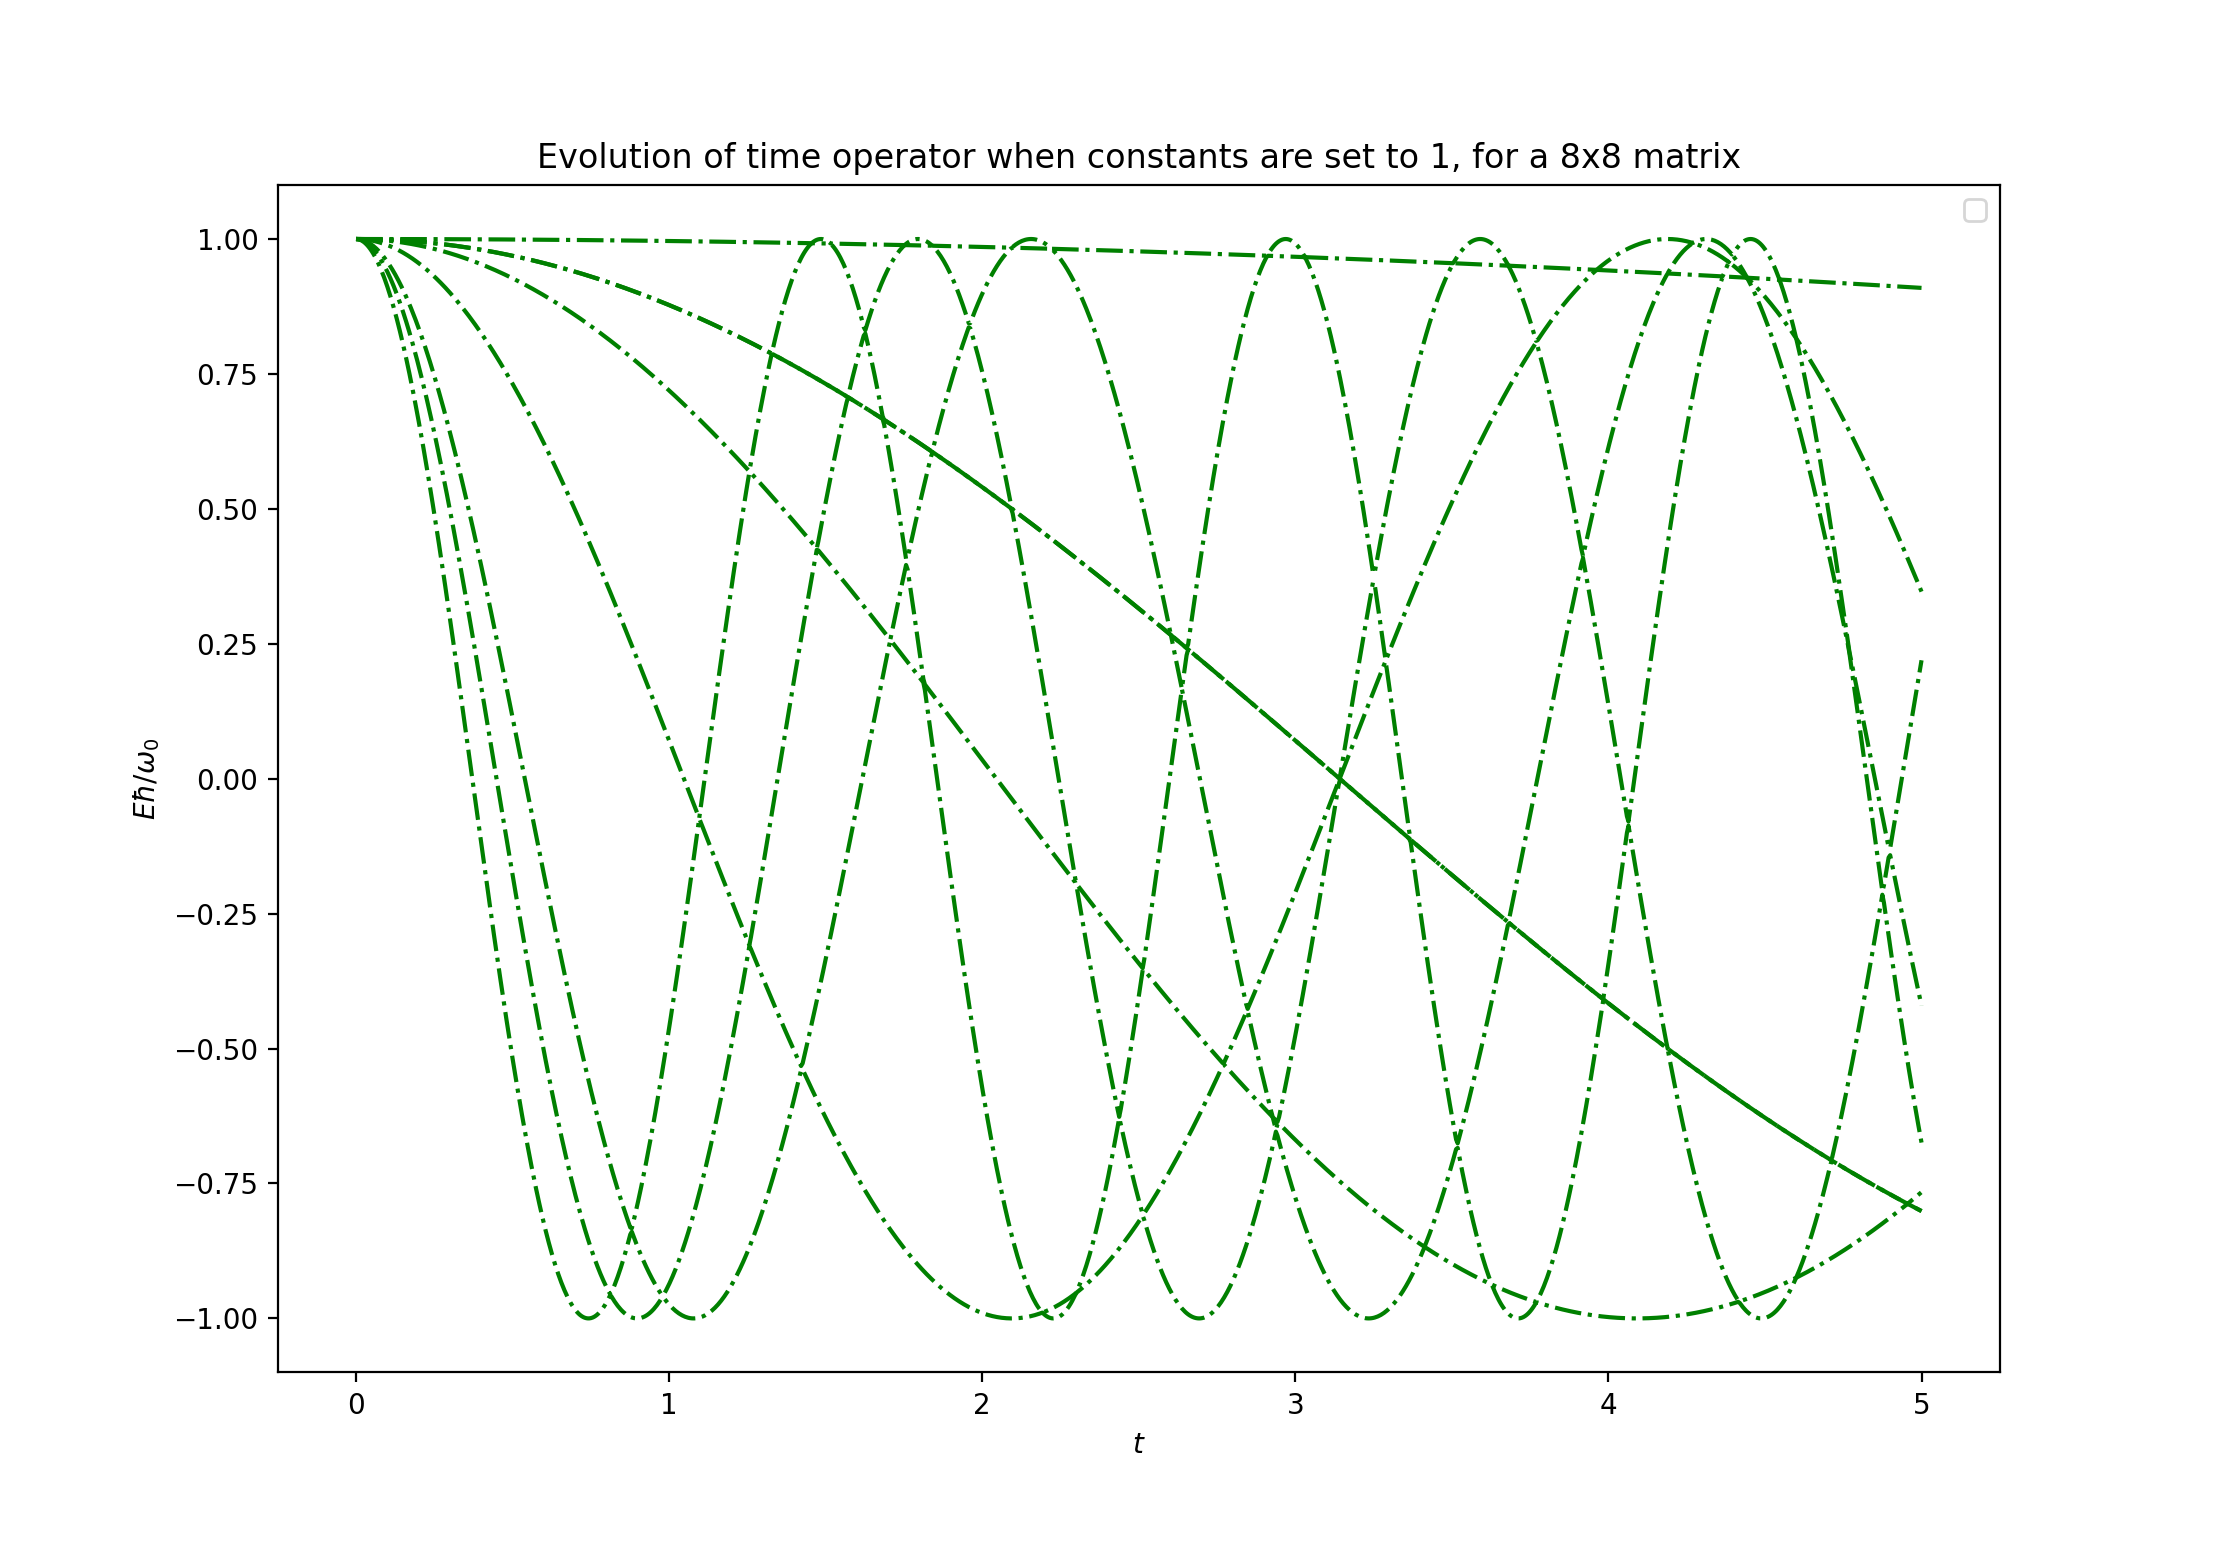 Evolution of time operator when constants are set to 1, for a 8x8 matrix
1.00
0.75
0.50
0.25
0.00
−0.25
−0.50
−0.75
−1.00
Eħ/ω₀
0 1 2 3 4 5
t